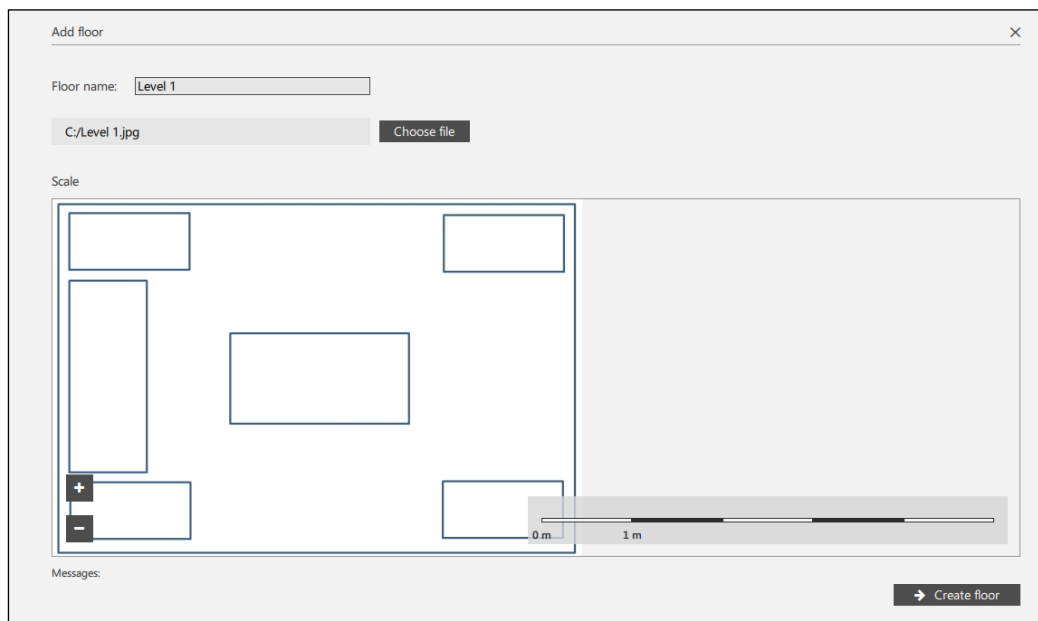 Add floor
Floor name: Level 1
C:/Level 1.jpg Choose file
Scale
+
−
0 m 1 m
Messages:
Create floor